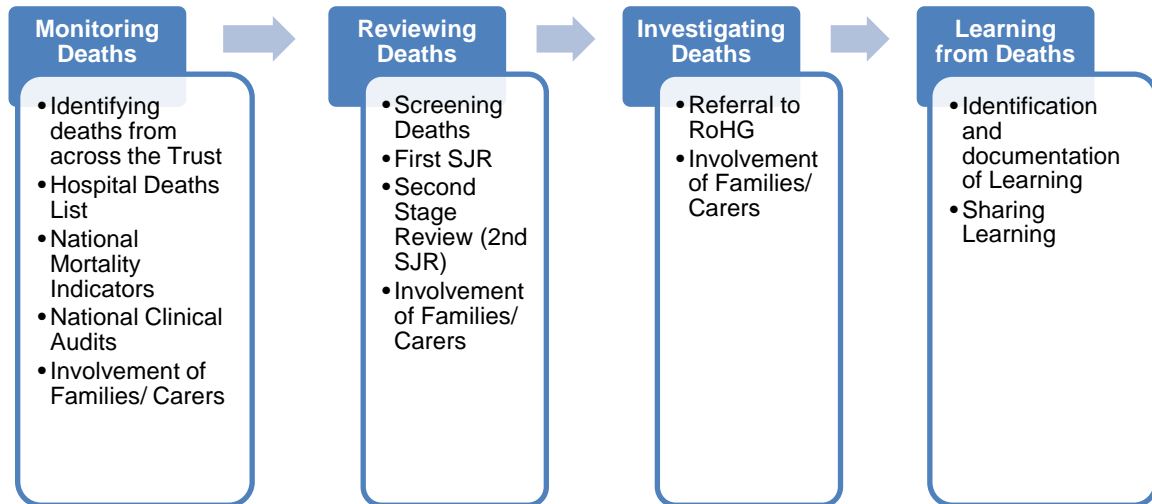 Monitoring
Deaths
• Identifying
deaths from
across the Trust
• Hospital Deaths
List
• National
Mortality
Indicators
• National Clinical
Audits
• Involvement of
Families/ Carers
Reviewing
Deaths
• Screening
Deaths
• First SJR
• Second
Stage
Review (2nd
SJR)
• Involvement
of Families/
Carers
Investigating
Deaths
• Referral to
RoHG
• Involvement
of Families/
Carers
Learning
from Deaths
• Identification
and
documentation
of Learning
• Sharing
Learning